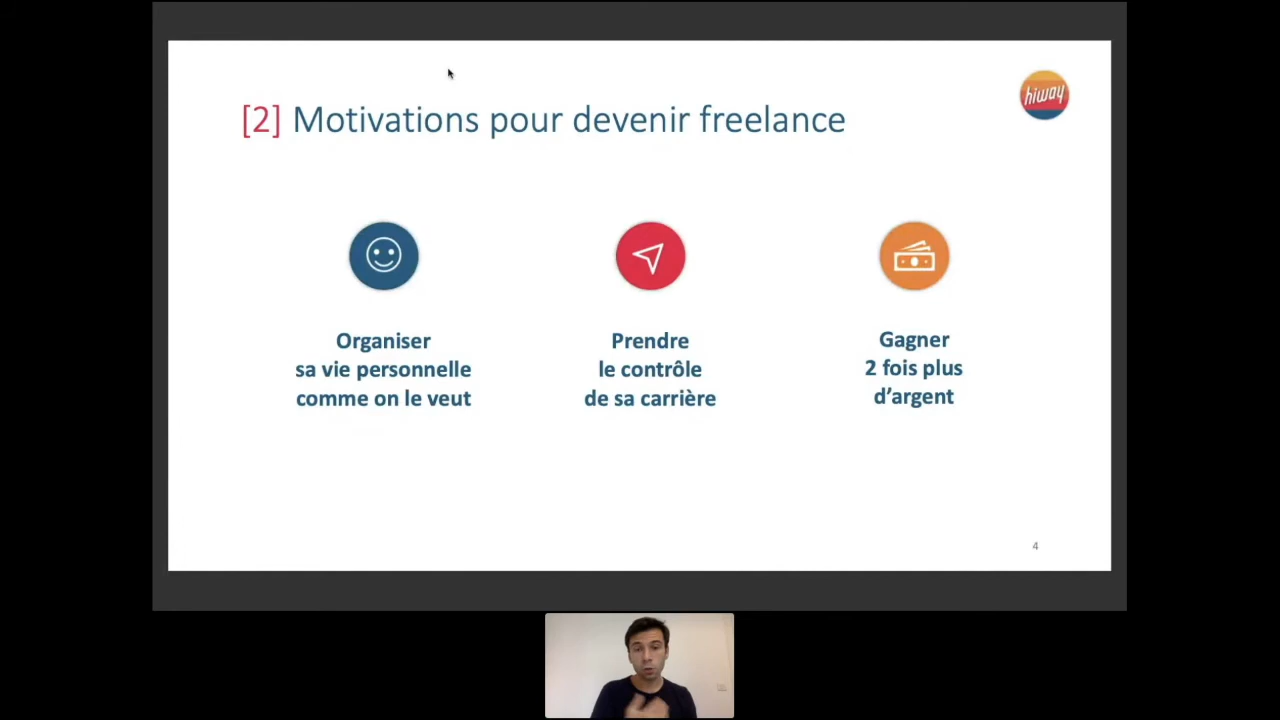 [2] Motivations pour devenir freelance
hiway
Organiser
sa vie personnelle
comme on le veut
Prendre
le contrôle
de sa carrière
Gagner
2 fois plus
d’argent
4